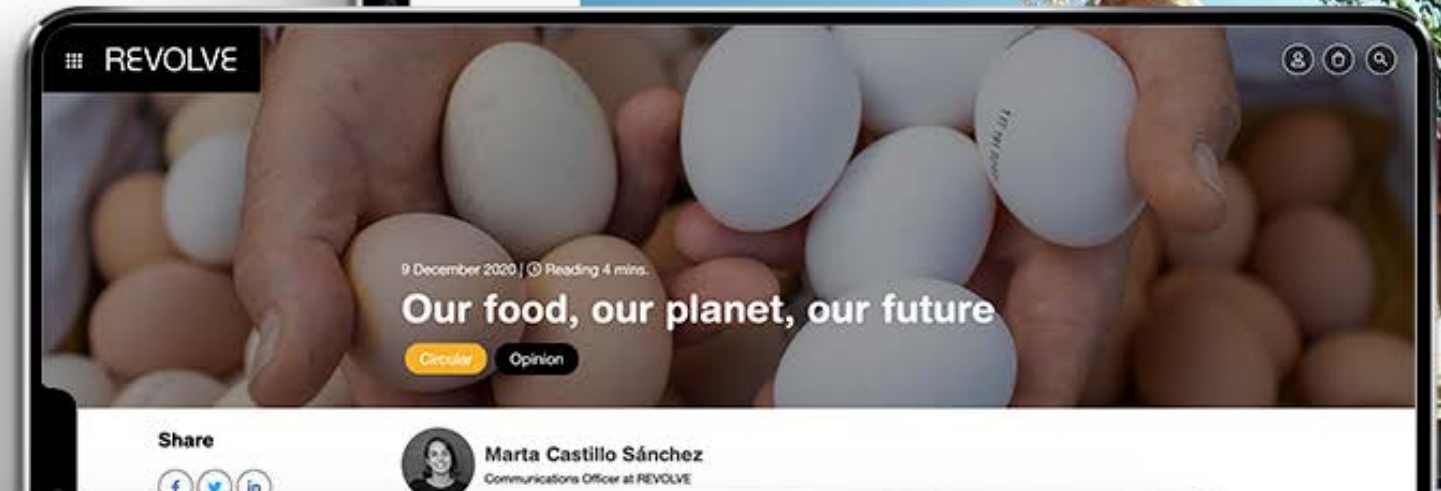 REVOLVE
9 December 2020 | Reading 4 mins.
Our food, our planet, our future
Circular
Opinion
Share
Marta Castillo Sánchez
Communications Officer at REVOLVE
f
in